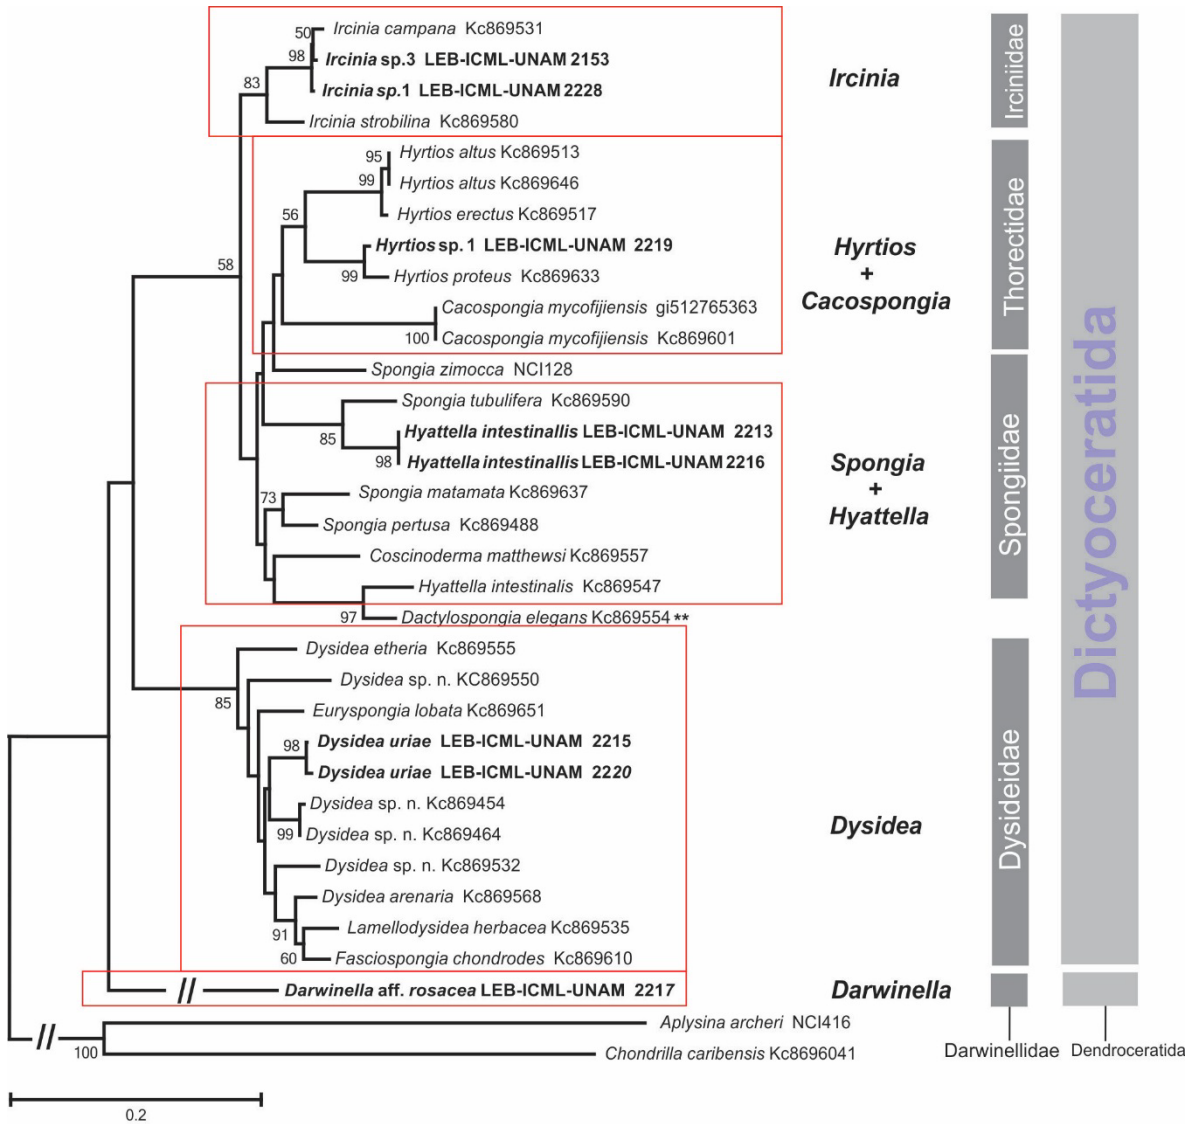 50
Ircinia campana Kc869531
98
Ircinia sp.3 LEB-ICML-UNAM 2153
83
Ircinia sp.1 LEB-ICML-UNAM 2228
Ircinia strobilina Kc869580
Ircinia
Irciniidae
95
Hyrtios altus Kc869513
99
Hyrtios altus Kc869646
Hyrtios erectus Kc869517
56
Hyrtios sp. 1 LEB-ICML-UNAM 2219
58
99
Hyrtios proteus Kc869633
Cacospongia mycofijiensis gi512765363
100
Cacospongia mycofijiensis Kc869601
Hyrtios
+
Cacospongia
Thorectidae
Spongia zimocca NCI128
Spongia tubulifera Kc869590
85
Hyattella intestinallis LEB-ICML-UNAM 2213
98
Hyattella intestinallis LEB-ICML-UNAM 2216
73
Spongia matamata Kc869637
Spongia pertusa Kc869488
Coscinoderma matthewsi Kc869557
Hyattella intestinalis Kc869547
97
Dactylospongia elegans Kc869554 **
Spongia
+
Hyattella
Spongiidae
Dictyoceratida
Dysidea etheria Kc869555
85
Dysidea sp. n. KC869550
Euryspongia lobata Kc869651
98
Dysidea uriae LEB-ICML-UNAM 2215
Dysidea uriae LEB-ICML-UNAM 2220
Dysidea sp. n. Kc869454
99
Dysidea sp. n. Kc869464
Dysidea sp. n. Kc869532
Dysidea arenaria Kc869568
91
Lamellodysidea herbacea Kc869535
60
Fasciospongia chondrodes Kc869610
Dysidea
Dysideidae
Darwinella aff. rosacea LEB-ICML-UNAM 2217
Darwinella
Aplysina archeri NCI416
100
Chondrilla caribensis Kc8696041
Darwinellidae
Dendroceratida
0.2